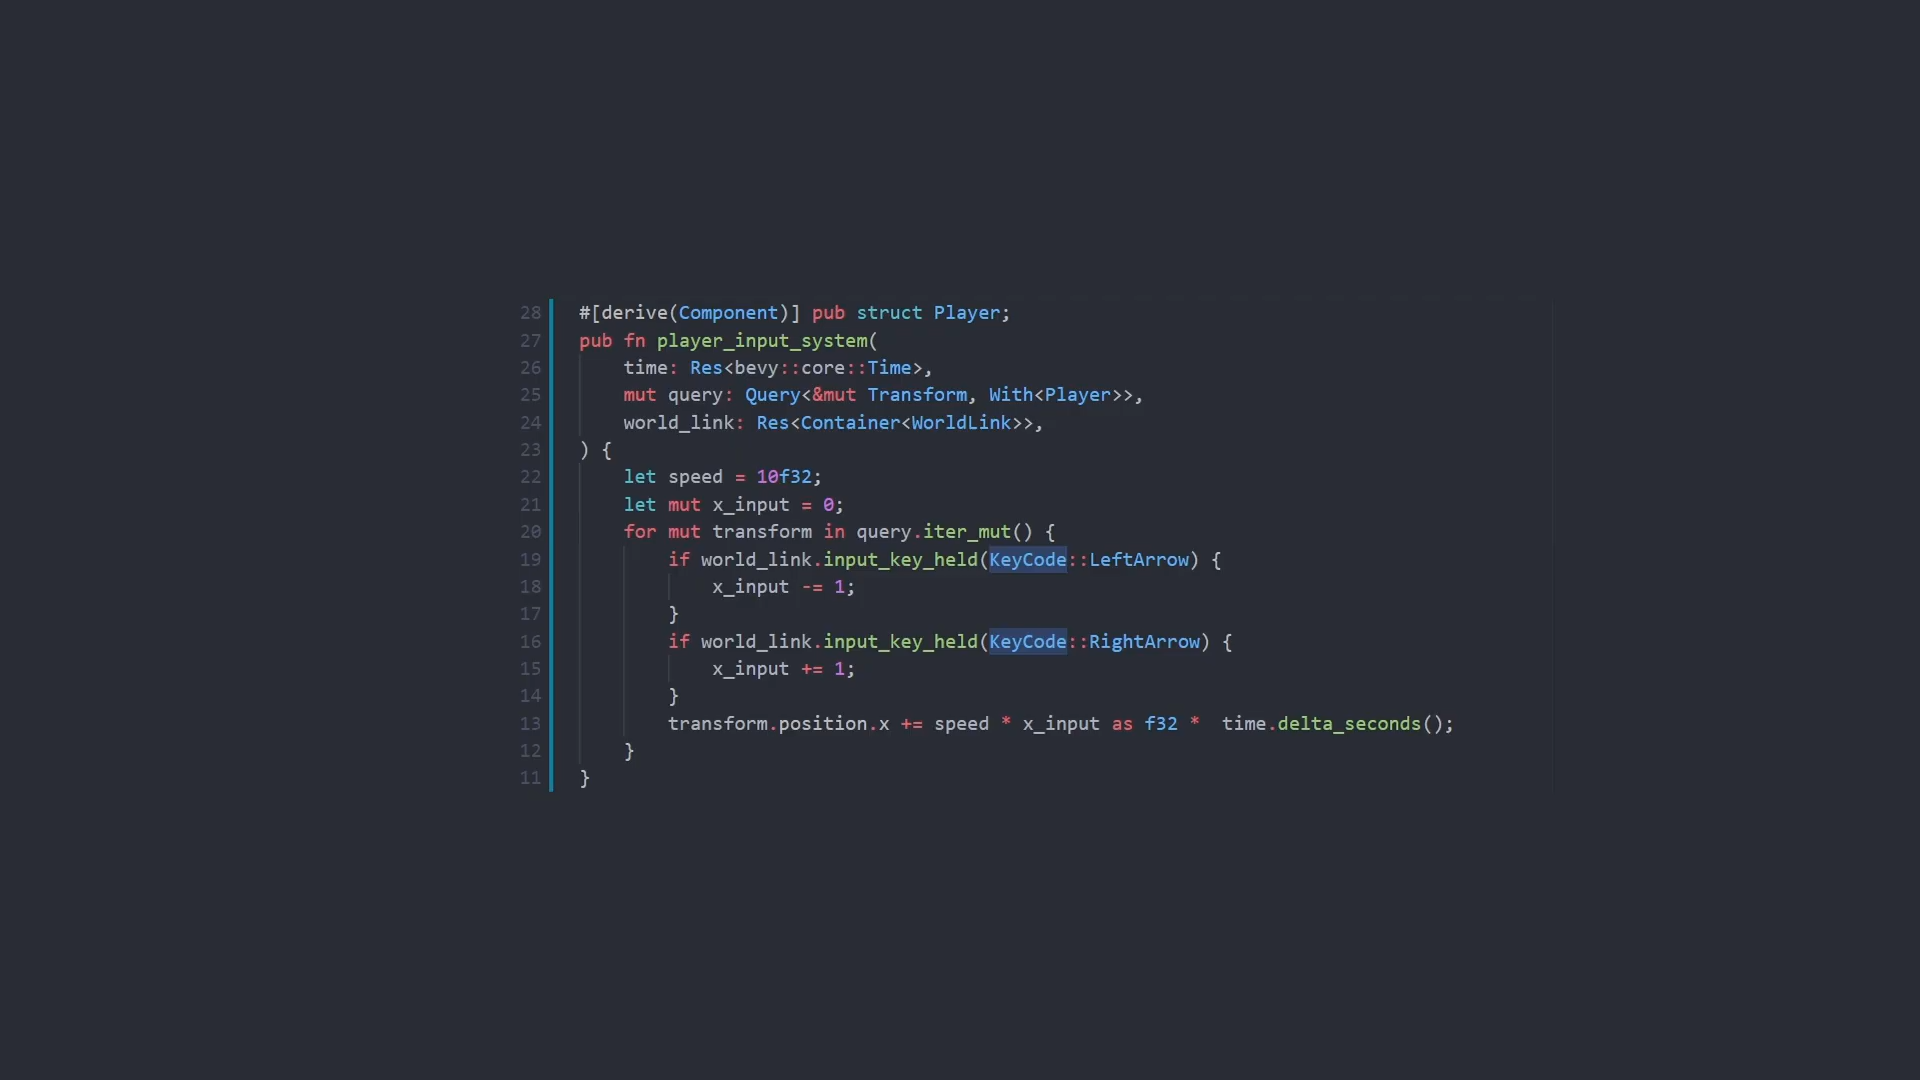 28 #[derive(Component)] pub struct Player;
27 pub fn player_input_system(
26     time: Res<bevy::core::Time>,
25     mut query: Query<&mut Transform, With<Player>>,
24     world_link: Res<Container<WorldLink>>,
23 ) {
22     let speed = 10f32;
21     let mut x_input = 0;
20     for mut transform in query.iter_mut() {
19         if world_link.input_key_held(KeyCode::LeftArrow) {
18             x_input -= 1;
17         }
16         if world_link.input_key_held(KeyCode::RightArrow) {
15             x_input += 1;
14         }
13         transform.position.x += speed * x_input as f32 *  time.delta_seconds();
12     }
11 }